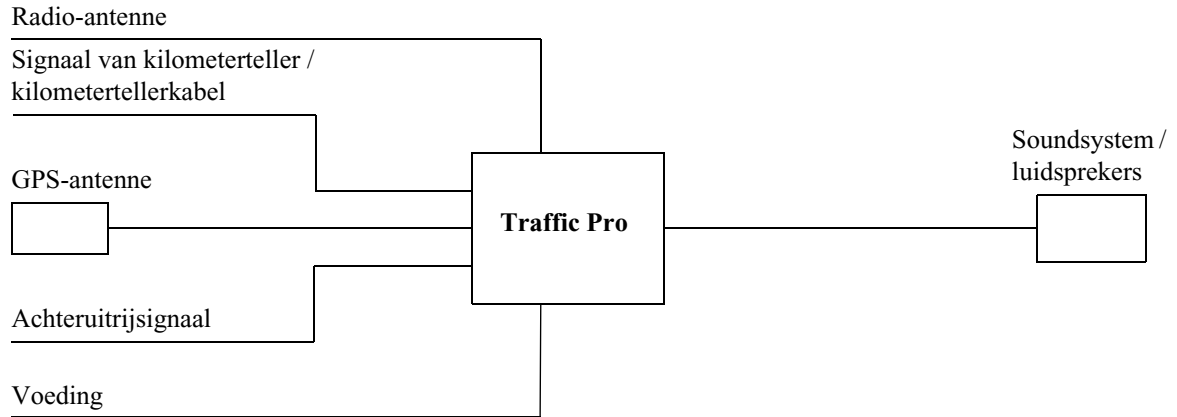 Radio-antenne
Signaal van kilometerteller /
kilometertellerkabel
GPS-antenne
Traffic Pro
Soundsystem /
luidsprekers
Achteruitrijsignaal
Voeding